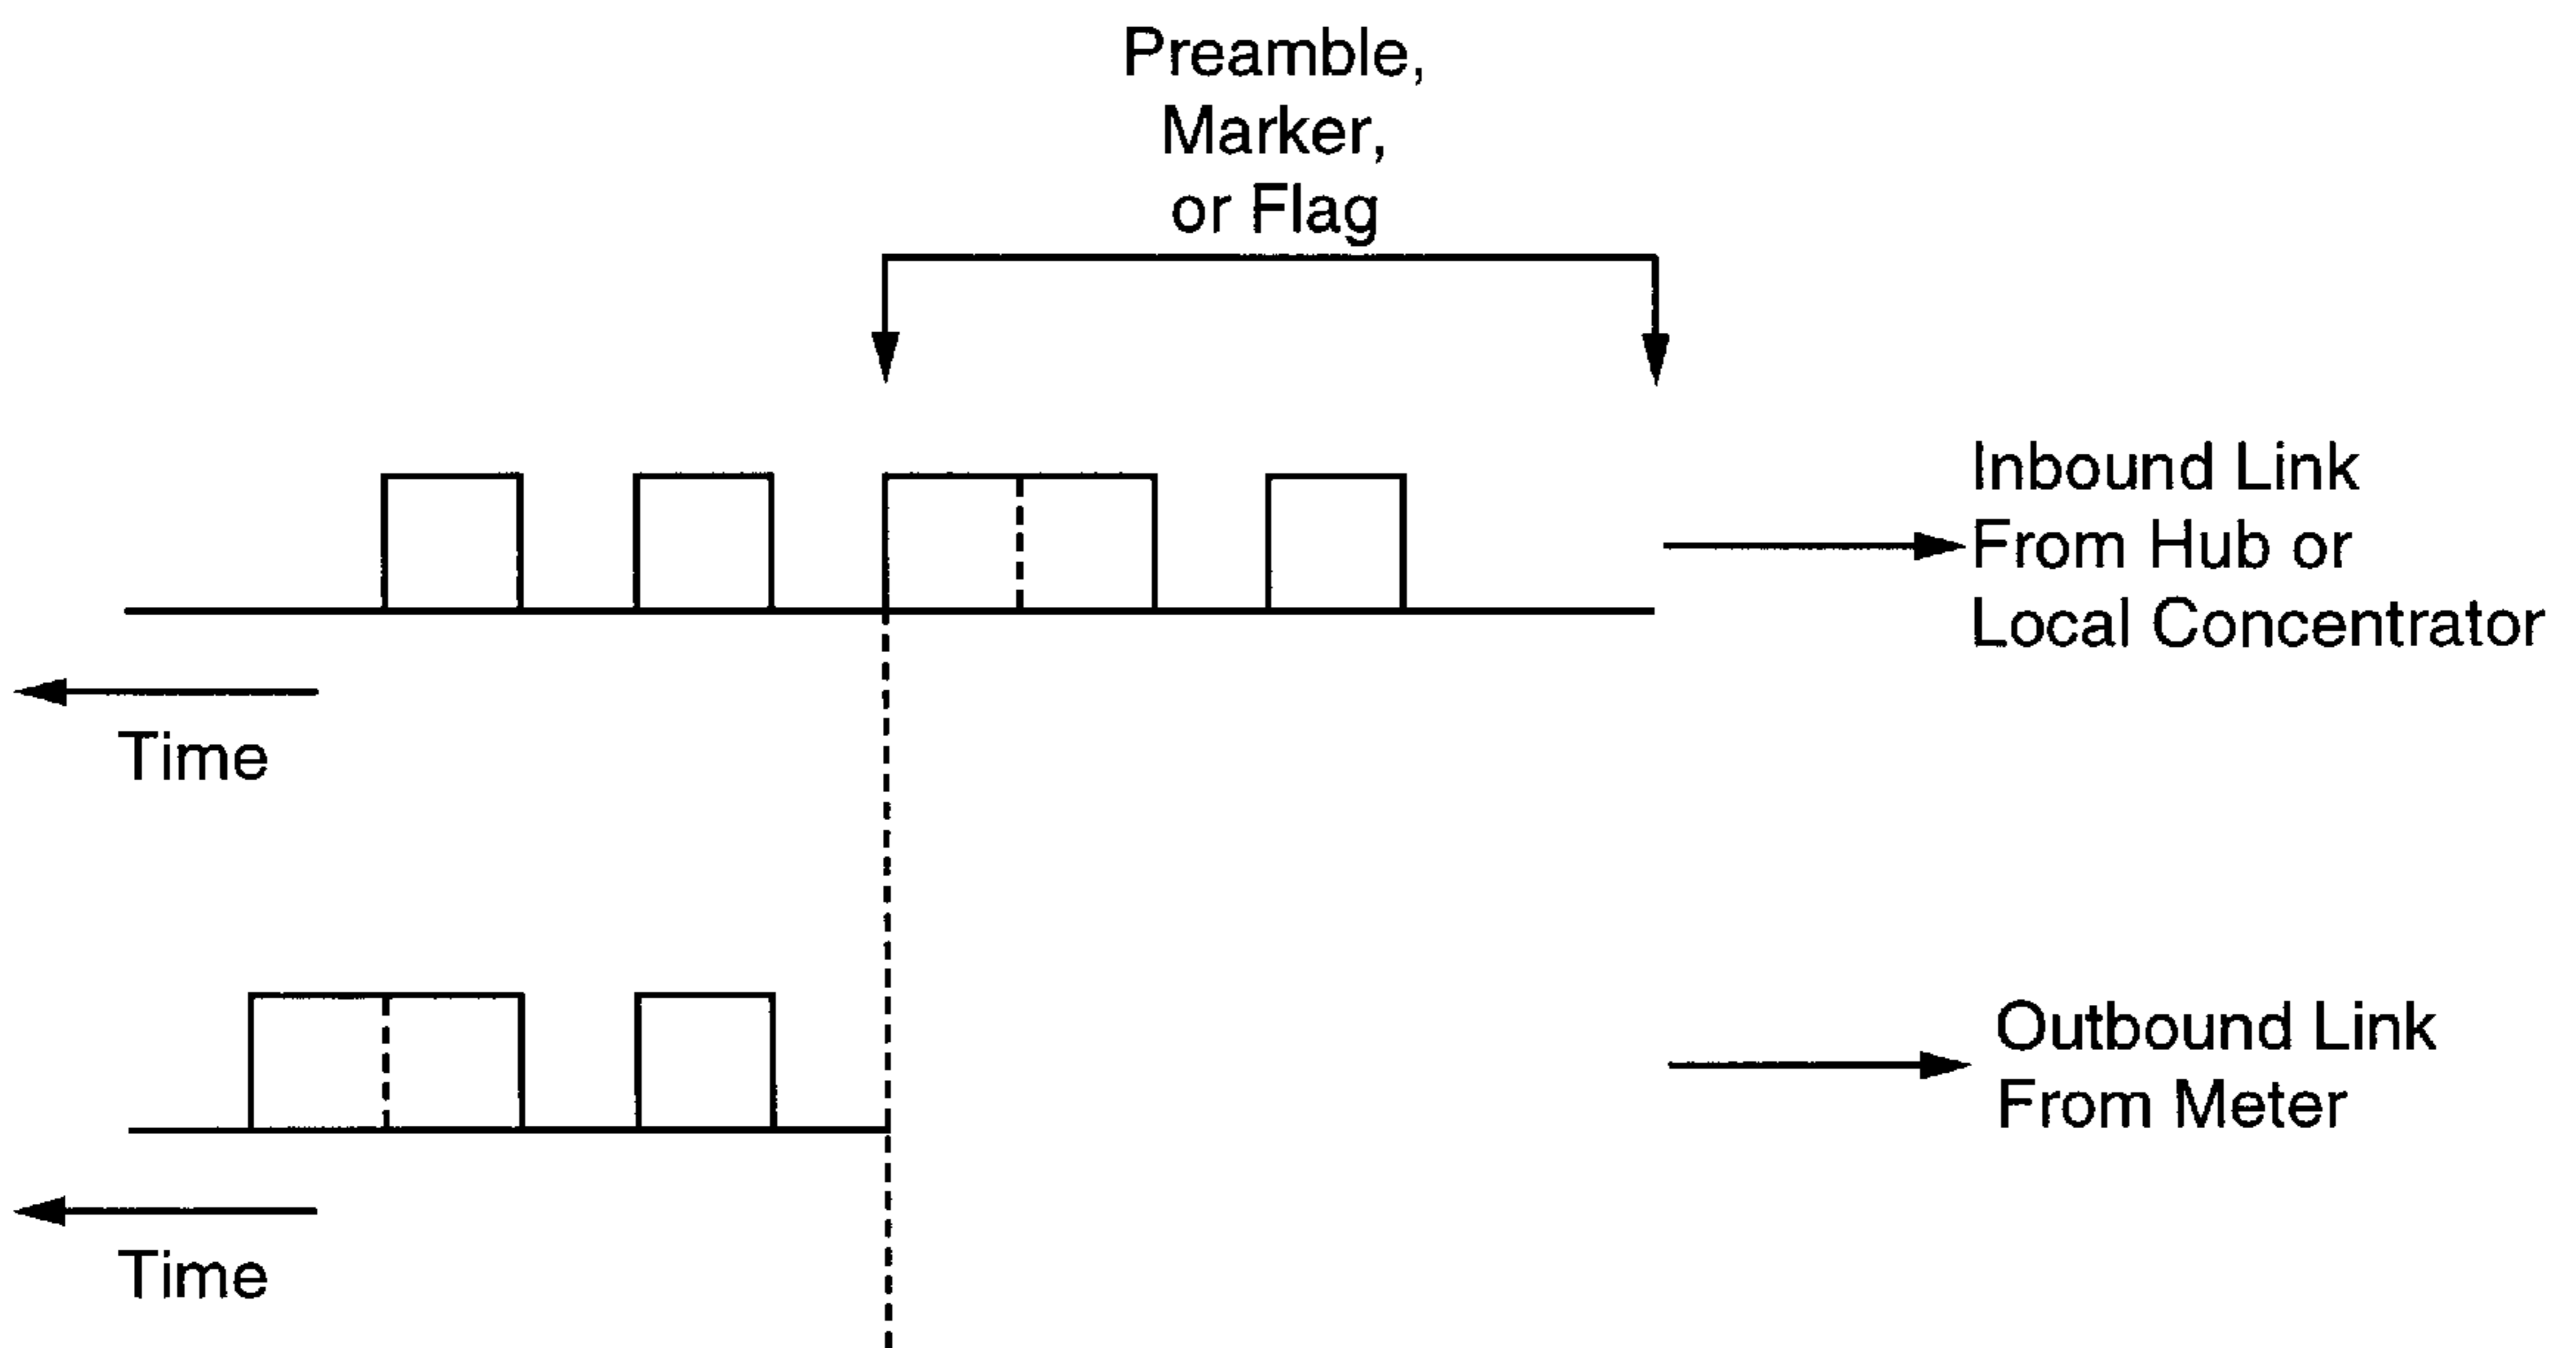 Preamble,
Marker,
or Flag
Inbound Link
From Hub or
Local Concentrator
Time
Outbound Link
From Meter
Time